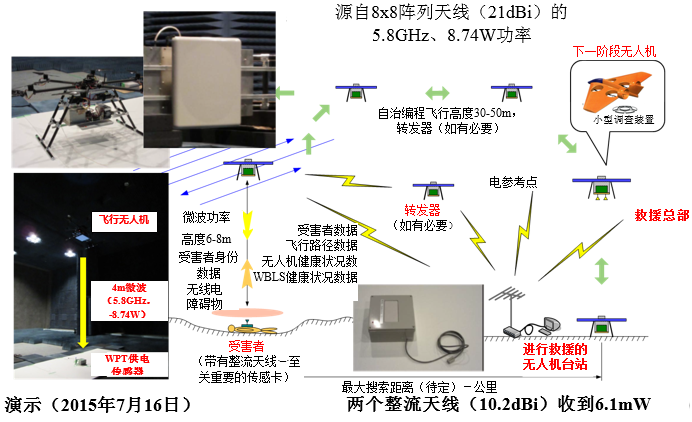 源自8x8阵列天线（21dBi）的
5.8GHz、8.74W功率
下一阶段无人机
小型调查装置
自治编程飞行高度30-50m，
转发器（如有必要）
电参考点
飞行无人机
微波功率
高度6-8m
受害者身份
数据
无线电
障碍物
受害者数据
飞行路径数据
无人机健康状况数
WBLS健康状况数据
转发器
（如有必要）
救援总部
4m微波
（5.8GHz.
-8.74W）
WPT供电
传感器
受害者
（带有整流天线－至
关重要的传感卡）
进行救援的
无人机台站
最大搜索距离（待定）－公里
演示（2015年7月16日）
两个整流天线（10.2dBi）收到6.1mW